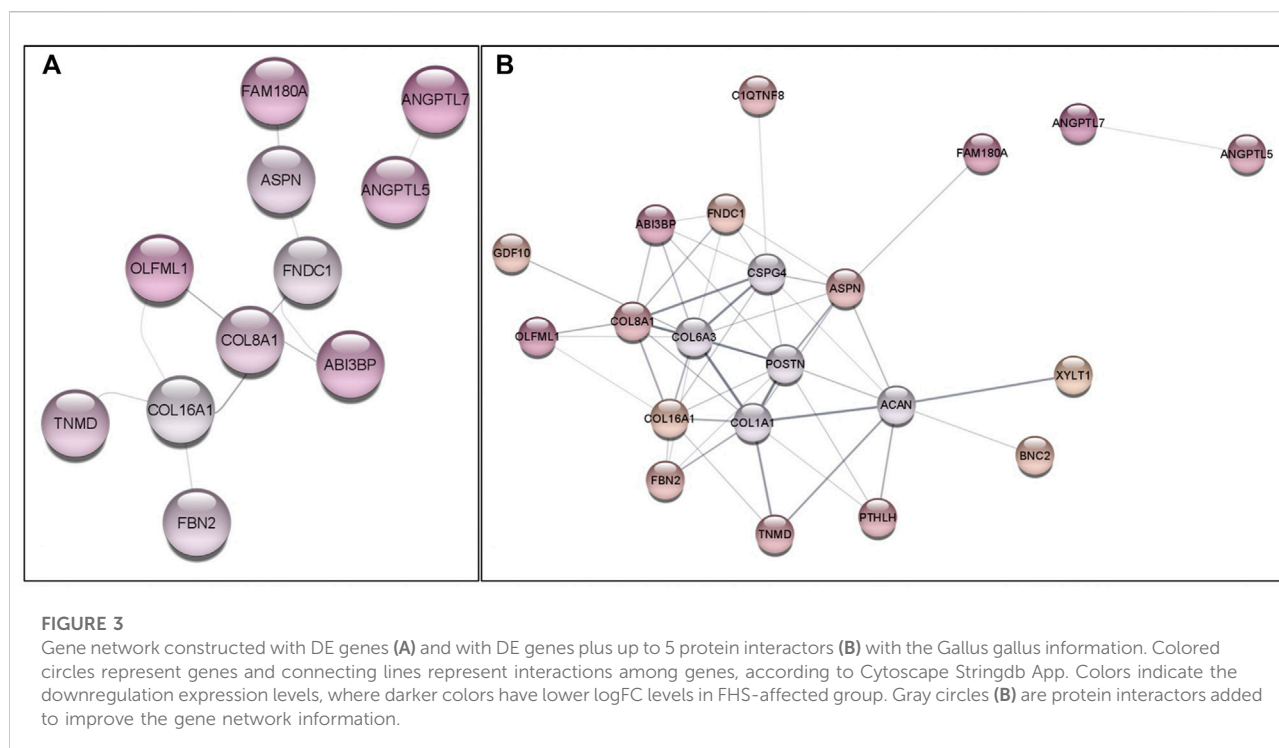 A
FAM180A
ANGPTL7
ASPN
ANGPTL5
OLFML1
FNDC1
COL8A1
ABI3BP
COL16A1
TNMD
FBN2
B
C1QTNF8
ANGPTL7
FAM180A
ANGPTL5
ABI3BP
FNDC1
GDF10
CSPG4
ASPN
COL8A1
OLFML1
COL6A3
POSTN
XYLT1
ACAN
COL16A1
COL1A1
BNC2
FBN2
PTHLH
TNMD
FIGURE 3
Gene network constructed with DE genes (A) and with DE genes plus up to 5 protein interactors (B) with the Gallus gallus information. Colored
circles represent genes and connecting lines represent interactions among genes, according to Cytoscape Stringdb App. Colors indicate the
downregulation expression levels, where darker colors have lower logFC levels in FHS-affected group. Gray circles (B) are protein interactors added
to improve the gene network information.